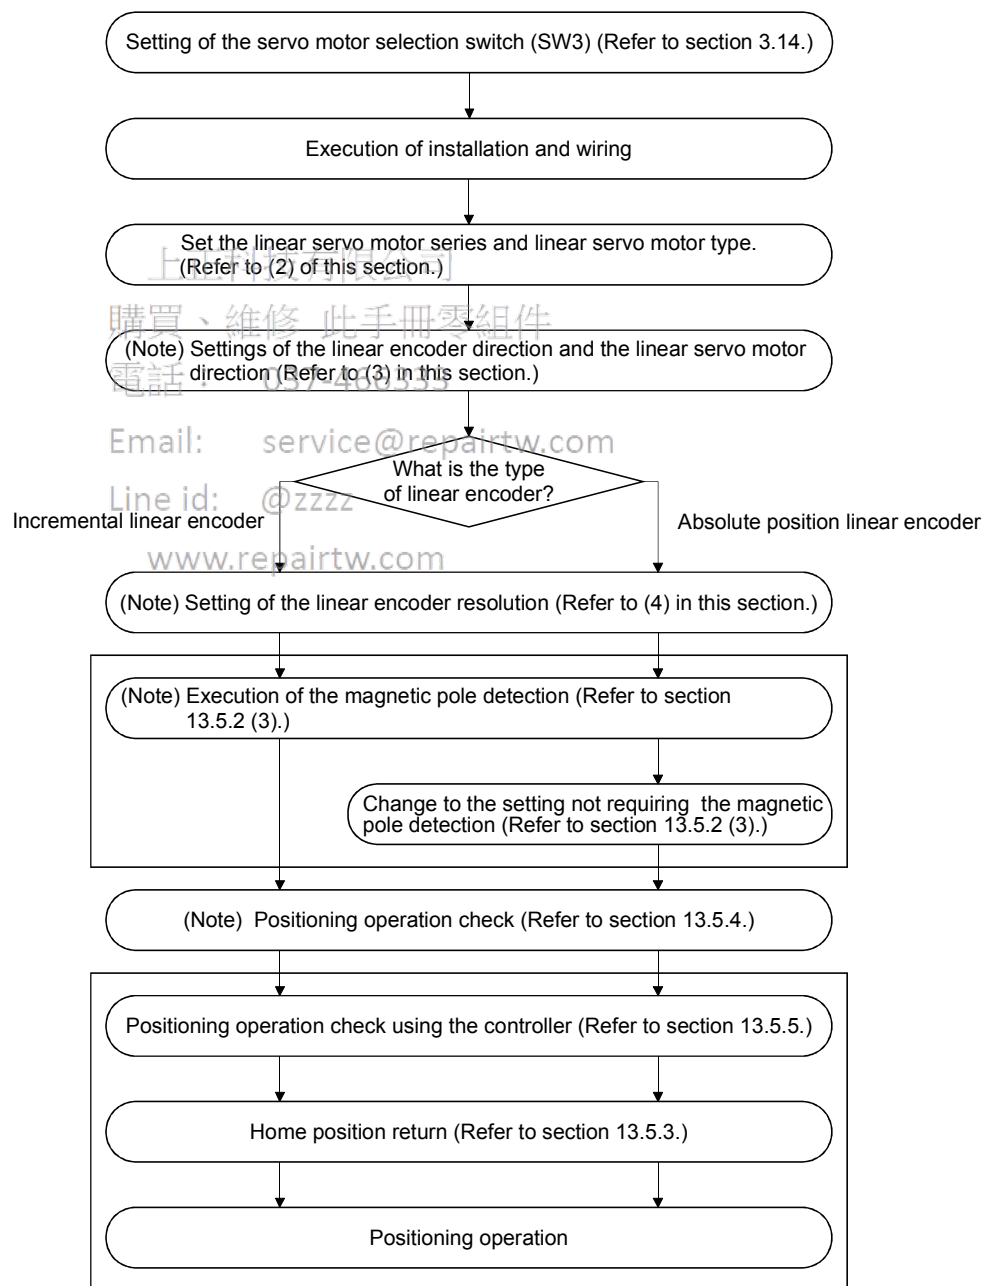 Setting of the servo motor selection switch (SW3) (Refer to section 3.14.)
Execution of installation and wiring
Set the linear servo motor series and linear servo motor type.
(Refer to (2) of this section.)
上正科技有限公司
購買、維修 此手冊零組件
(Note) Settings of the linear encoder direction and the linear servo motor
direction (Refer to (3) in this section.)
電話: 037-466333
Email: service@repairtw.com
What is the type
of linear encoder?
Line id: @zzzz
Incremental linear encoder
Absolute position linear encoder
www.repairtw.com
(Note) Setting of the linear encoder resolution (Refer to (4) in this section.)
(Note) Execution of the magnetic pole detection (Refer to section
13.5.2 (3).)
Change to the setting not requiring the magnetic
pole detection (Refer to section 13.5.2 (3).)
(Note) Positioning operation check (Refer to section 13.5.4.)
Positioning operation check using the controller (Refer to section 13.5.5.)
Home position return (Refer to section 13.5.3.)
Positioning operation